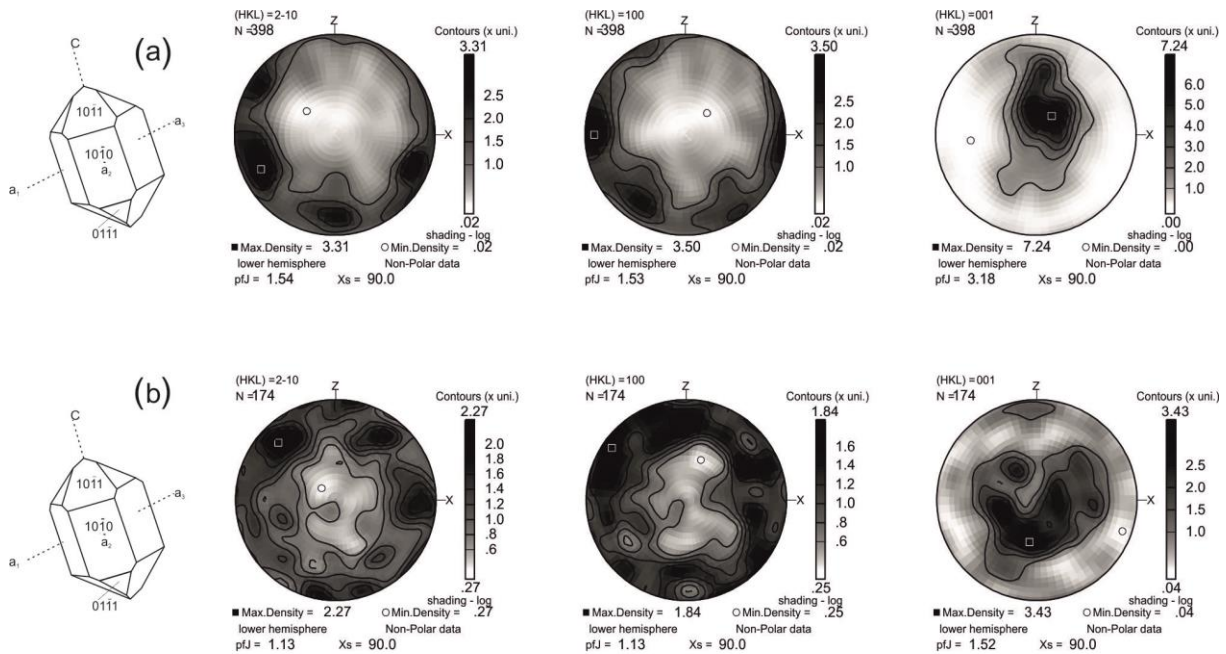 (a)
C
1011
1010
a₁
a₂
a₃
0111
(HKL) =2-10
N =398
Z
X
Contours (x uni.)
3.31
2.5
2.0
1.5
1.0
.02
shading - log
Max.Density = 3.31 Min.Density = .02
lower hemisphere Non-Polar data
pfJ = 1.54 Xs = 90.0
(HKL) =100
N =398
Z
X
Contours (x uni.)
3.50
2.5
2.0
1.5
1.0
.02
shading - log
Max.Density = 3.50 Min.Density = .02
lower hemisphere Non-Polar data
pfJ = 1.53 Xs = 90.0
(HKL) =001
N =398
Z
X
Contours (x uni.)
7.24
6.0
5.0
4.0
3.0
2.0
1.0
.00
shading - log
Max.Density = 7.24 Min.Density = .00
lower hemisphere Non-Polar data
pfJ = 3.18 Xs = 90.0
(b)
C
1011
1010
a₁
a₂
a₃
0111
(HKL) =2-10
N =174
Z
X
Contours (x uni.)
2.27
2.0
1.8
1.6
1.4
1.2
1.0
.8
.6
.27
shading - log
Max.Density = 2.27 Min.Density = .27
lower hemisphere Non-Polar data
pfJ = 1.13 Xs = 90.0
(HKL) =100
N =174
Z
X
Contours (x uni.)
1.84
1.6
1.4
1.2
1.0
.8
.6
.25
shading - log
Max.Density = 1.84 Min.Density = .25
lower hemisphere Non-Polar data
pfJ = 1.13 Xs = 90.0
(HKL) =001
N =174
Z
X
Contours (x uni.)
3.43
2.5
2.0
1.5
1.0
.04
shading - log
Max.Density = 3.43 Min.Density = .04
lower hemisphere Non-Polar data
pfJ = 1.52 Xs = 90.0